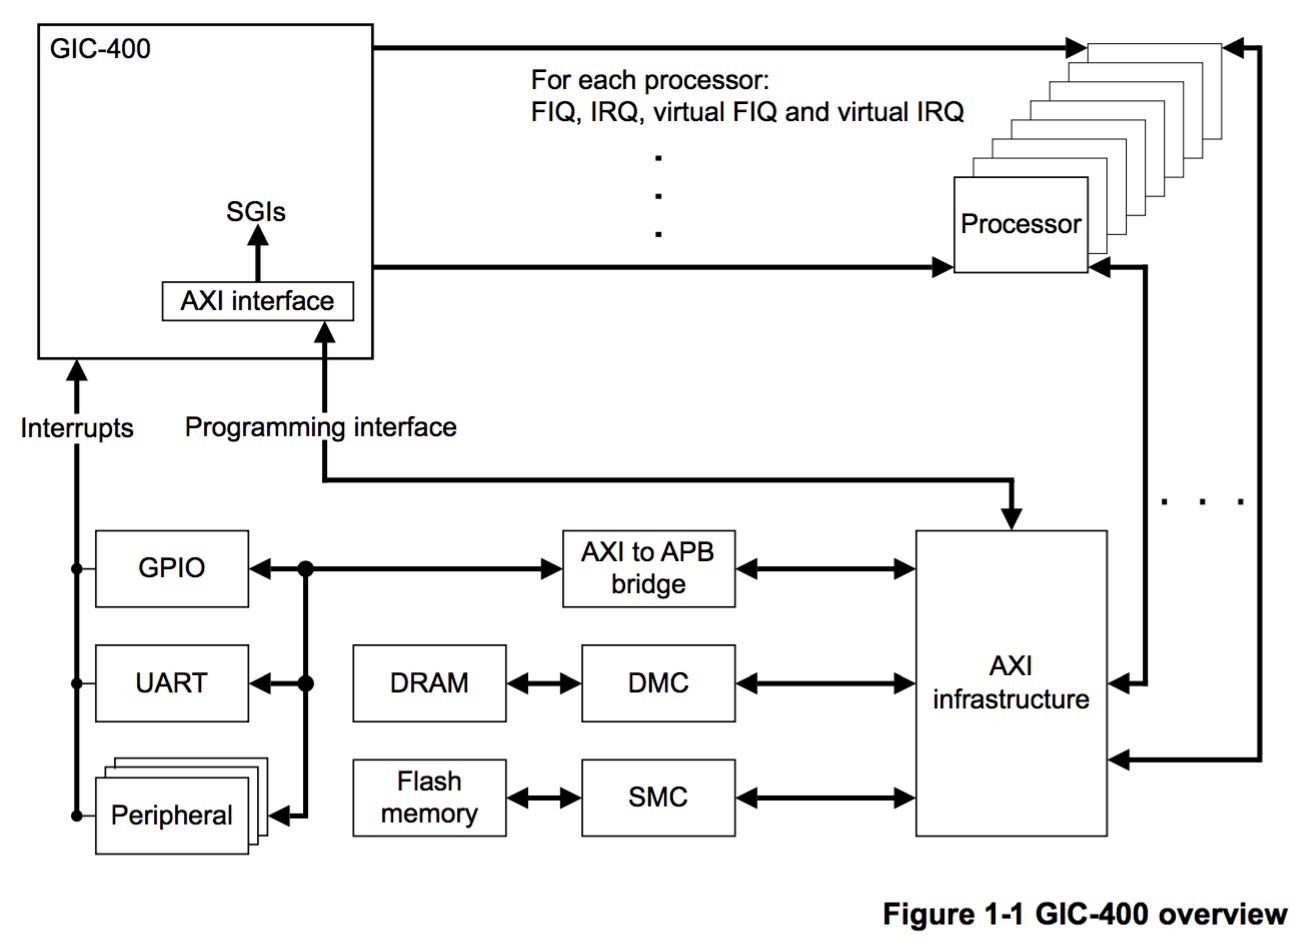 GIC-400
For each processor:
FIQ, IRQ, virtual FIQ and virtual IRQ
SGIs
Processor
AXI interface
Interrupts
Programming interface
GPIO
AXI to APB
bridge
UART
DRAM
DMC
AXI
infrastructure
Peripheral
Flash
memory
SMC
Figure 1-1 GIC-400 overview